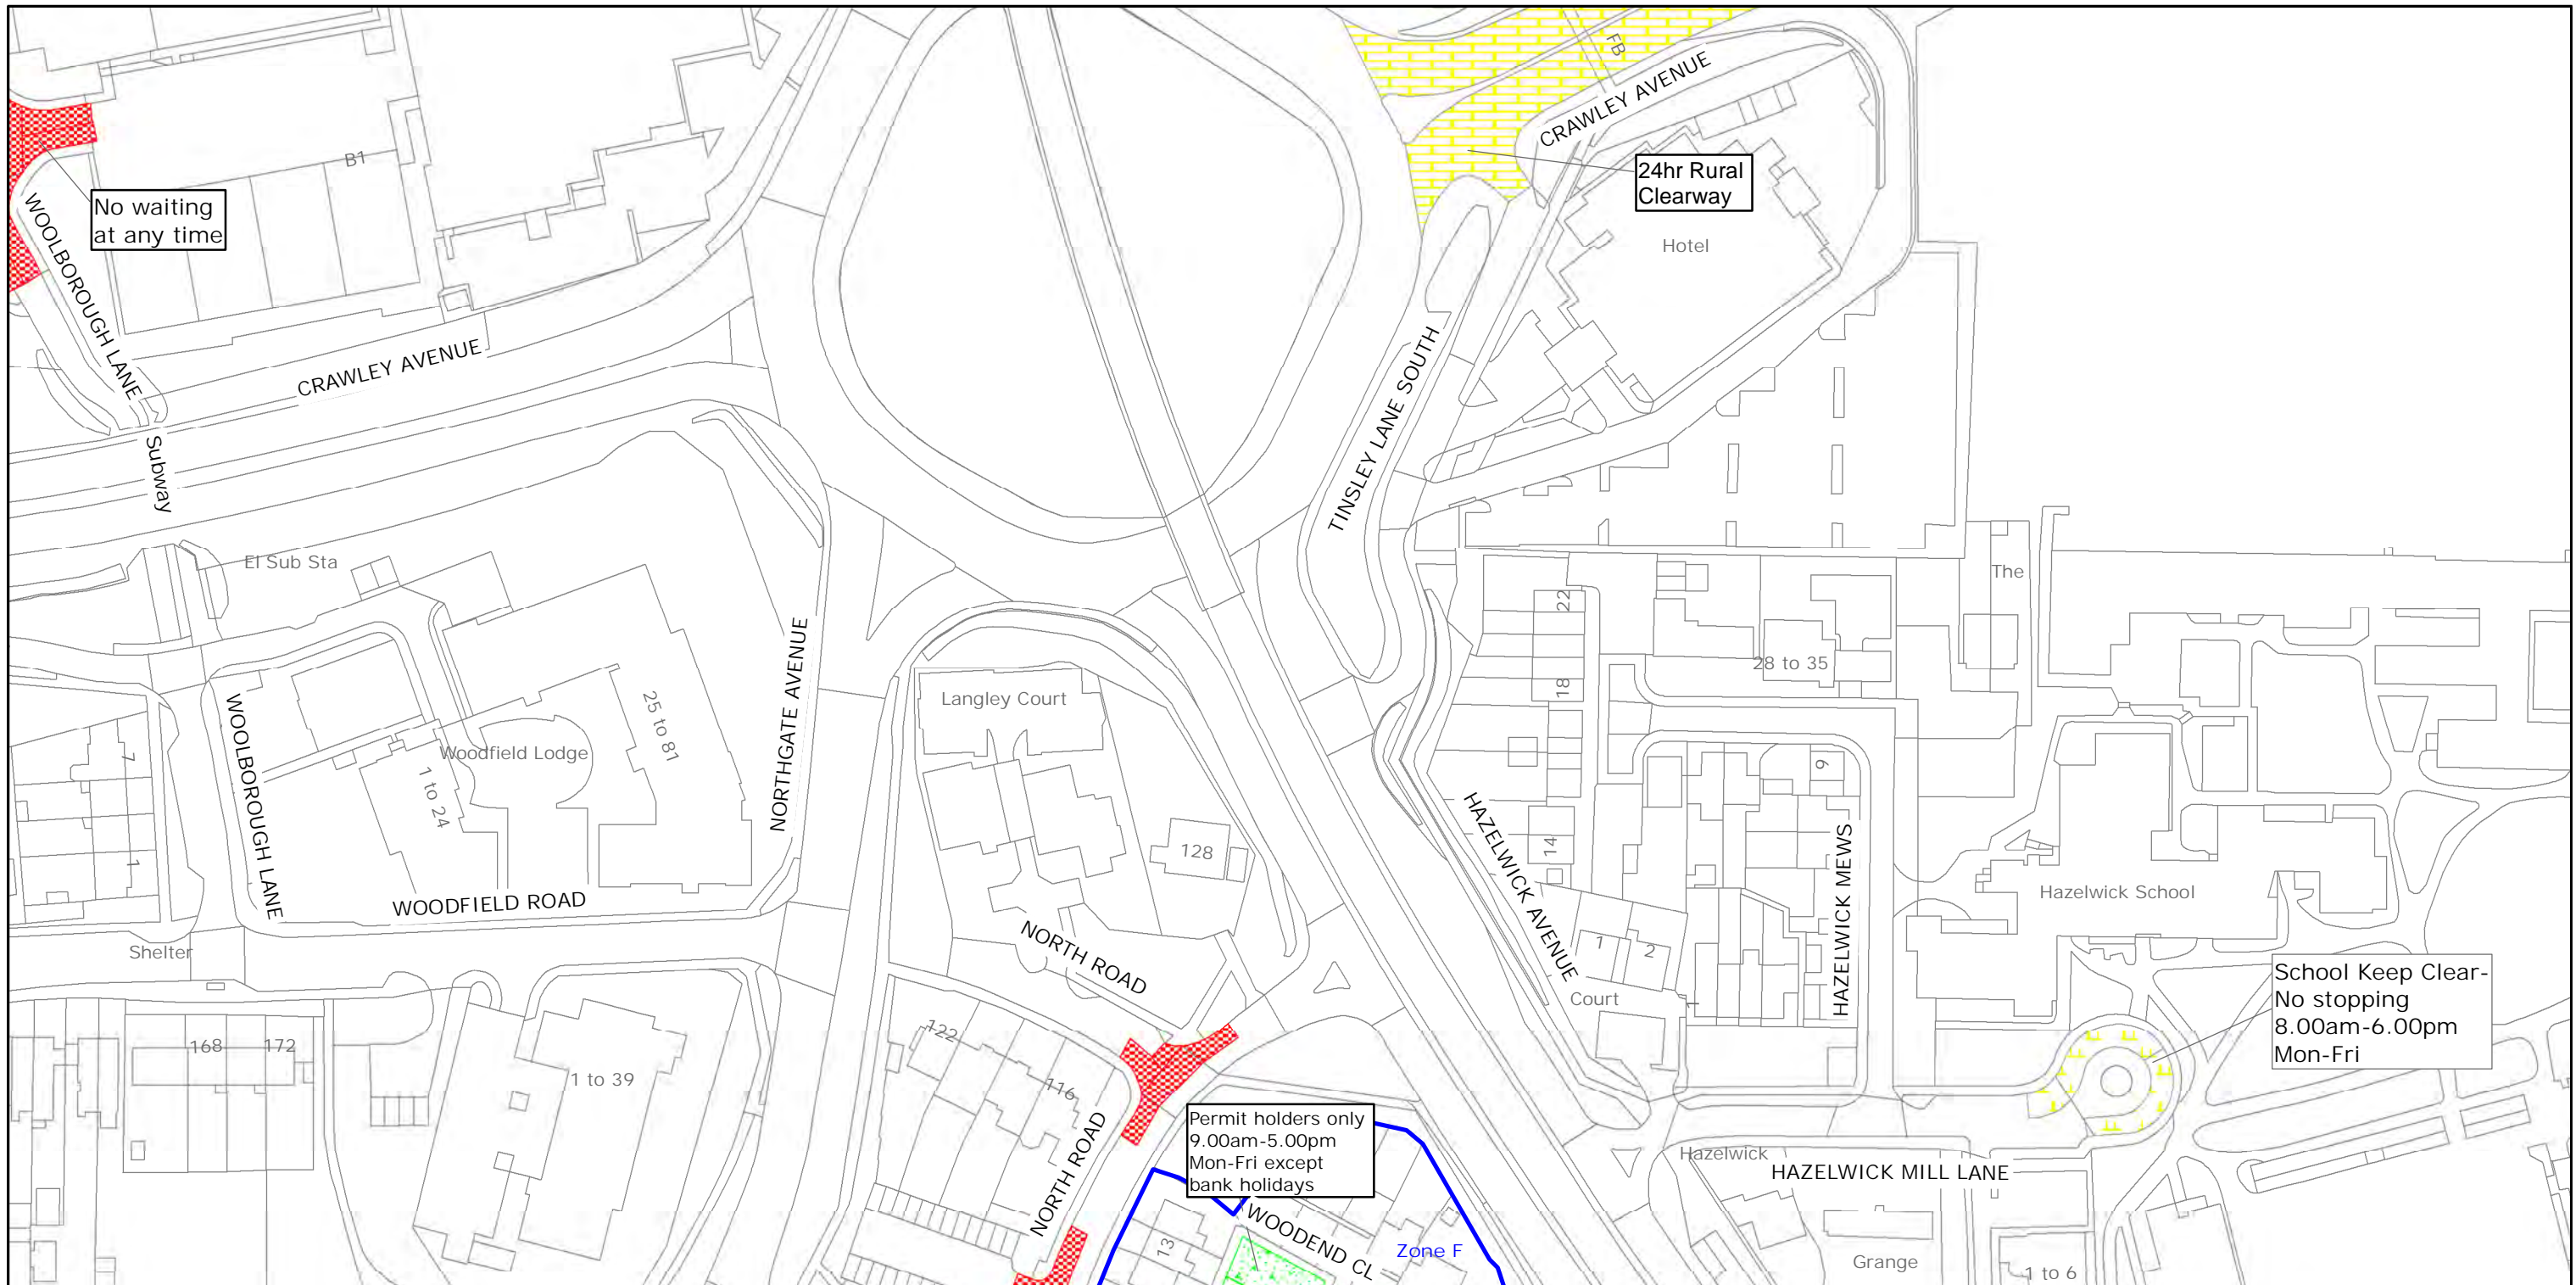 FB
CRAWLEY AVENUE
24hr Rural
Clearway
Hotel
B1
No waiting
at any time
WOOLBOROUGH LANE
CRAWLEY AVENUE
Subway
TINSLEY LANE SOUTH
El Sub Sta
The
22
18
28 to 35
Langley Court
NORTHGATE AVENUE
25 to 81
Woodfield Lodge
1 to 24
WOOLBOROUGH LANE
7
1
WOODFIELD ROAD
Shelter
128
NORTH ROAD
HAZELWICK AVENUE
14
9
HAZELWICK MEWS
Hazelwick School
1
2
Court
1
School Keep Clear-
No stopping
8.00am-6.00pm
Mon-Fri
168
172
1 to 39
122
116
NORTH ROAD
Permit holders only
9.00am-5.00pm
Mon-Fri except
bank holidays
WOODEND CL
13
Zone F
Hazelwick
HAZELWICK MILL LANE
Grange
1 to 6